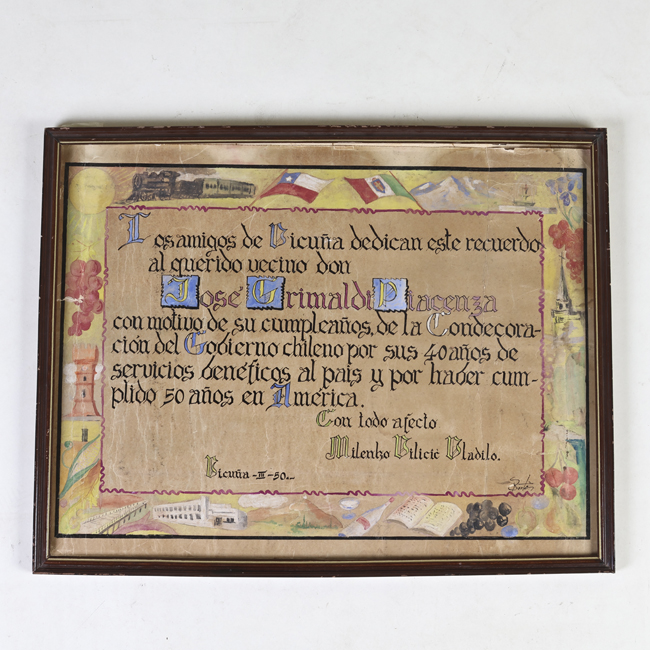 Los amigos de Vicuña dedican este recuerdo
al querido vecino don
José Grimaldi Piacenza
con motivo de su cumpleaños, de la Condecora-
ción del Gobierno chileno por sus 40 años de
servicios benéficos al país y por haber cum-
plido 50 años en America.
Con todo afecto
Milenko Bilicić Vladilo.
Vicuña-III-50.-